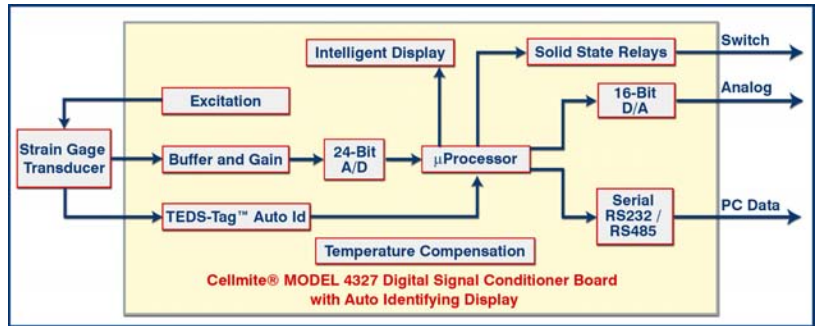 Intelligent Display
Solid State Relays
Switch
Excitation
16-Bit
D/A
Analog
Strain Gage
Transducer
Buffer and Gain
24-Bit
A/D
µProcessor
TEDS-Tag™ Auto Id
Serial
RS232 /
RS485
PC Data
Temperature Compensation
Cellmite® MODEL 4327 Digital Signal Conditioner Board
with Auto Identifying Display